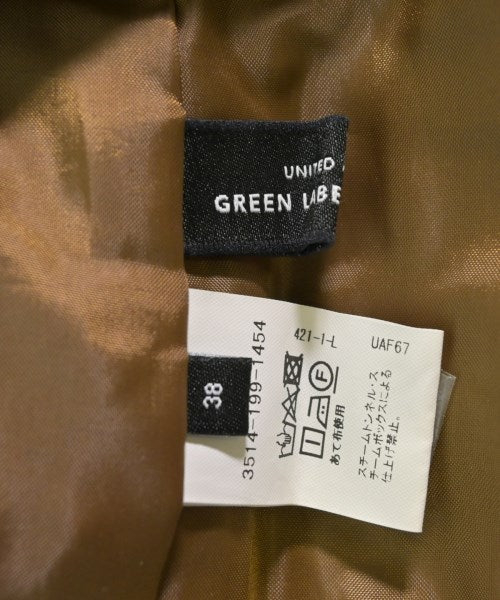 UNITED
GREEN LABE
38
3514-199-1454
421-1-L
UAF67
あて布使用
スチームトンネル・ス
チームボックスによる
仕上げ禁止。